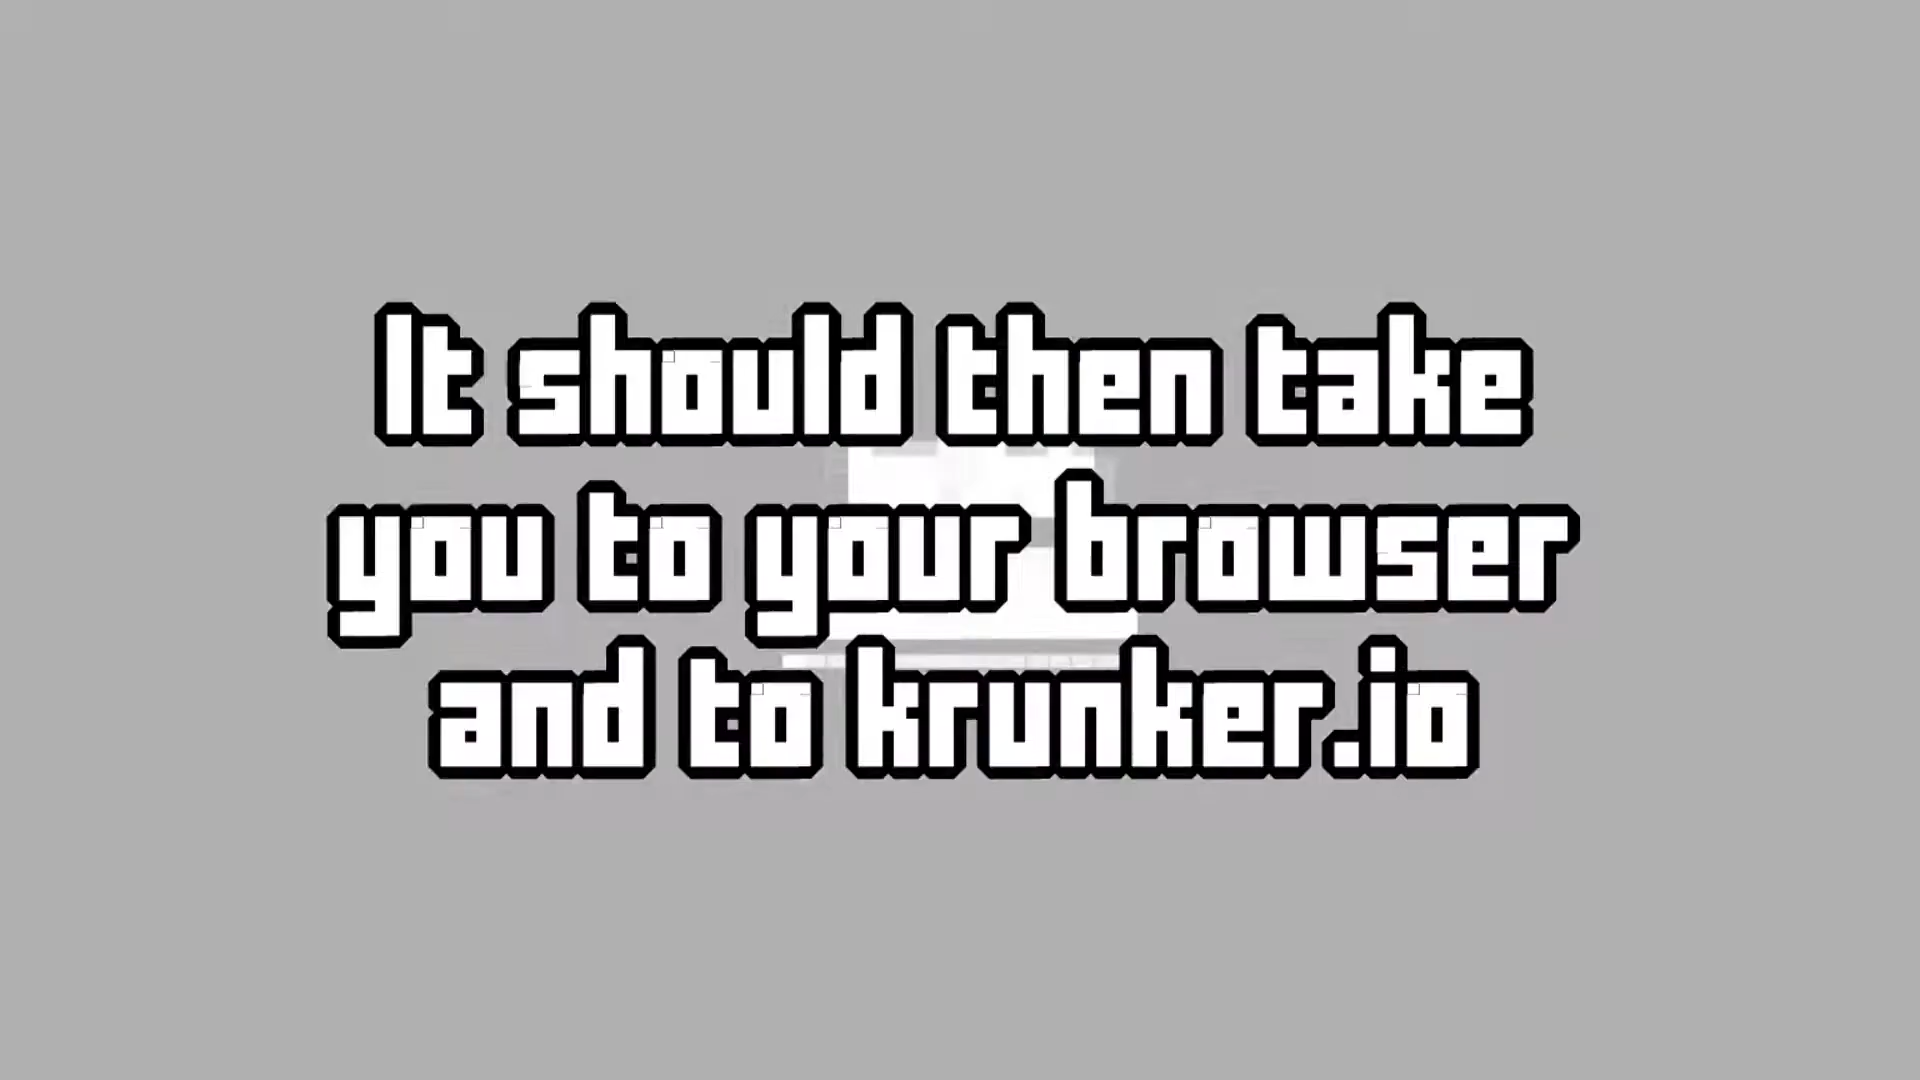 It should then take
you to your browser
and to krunker.io